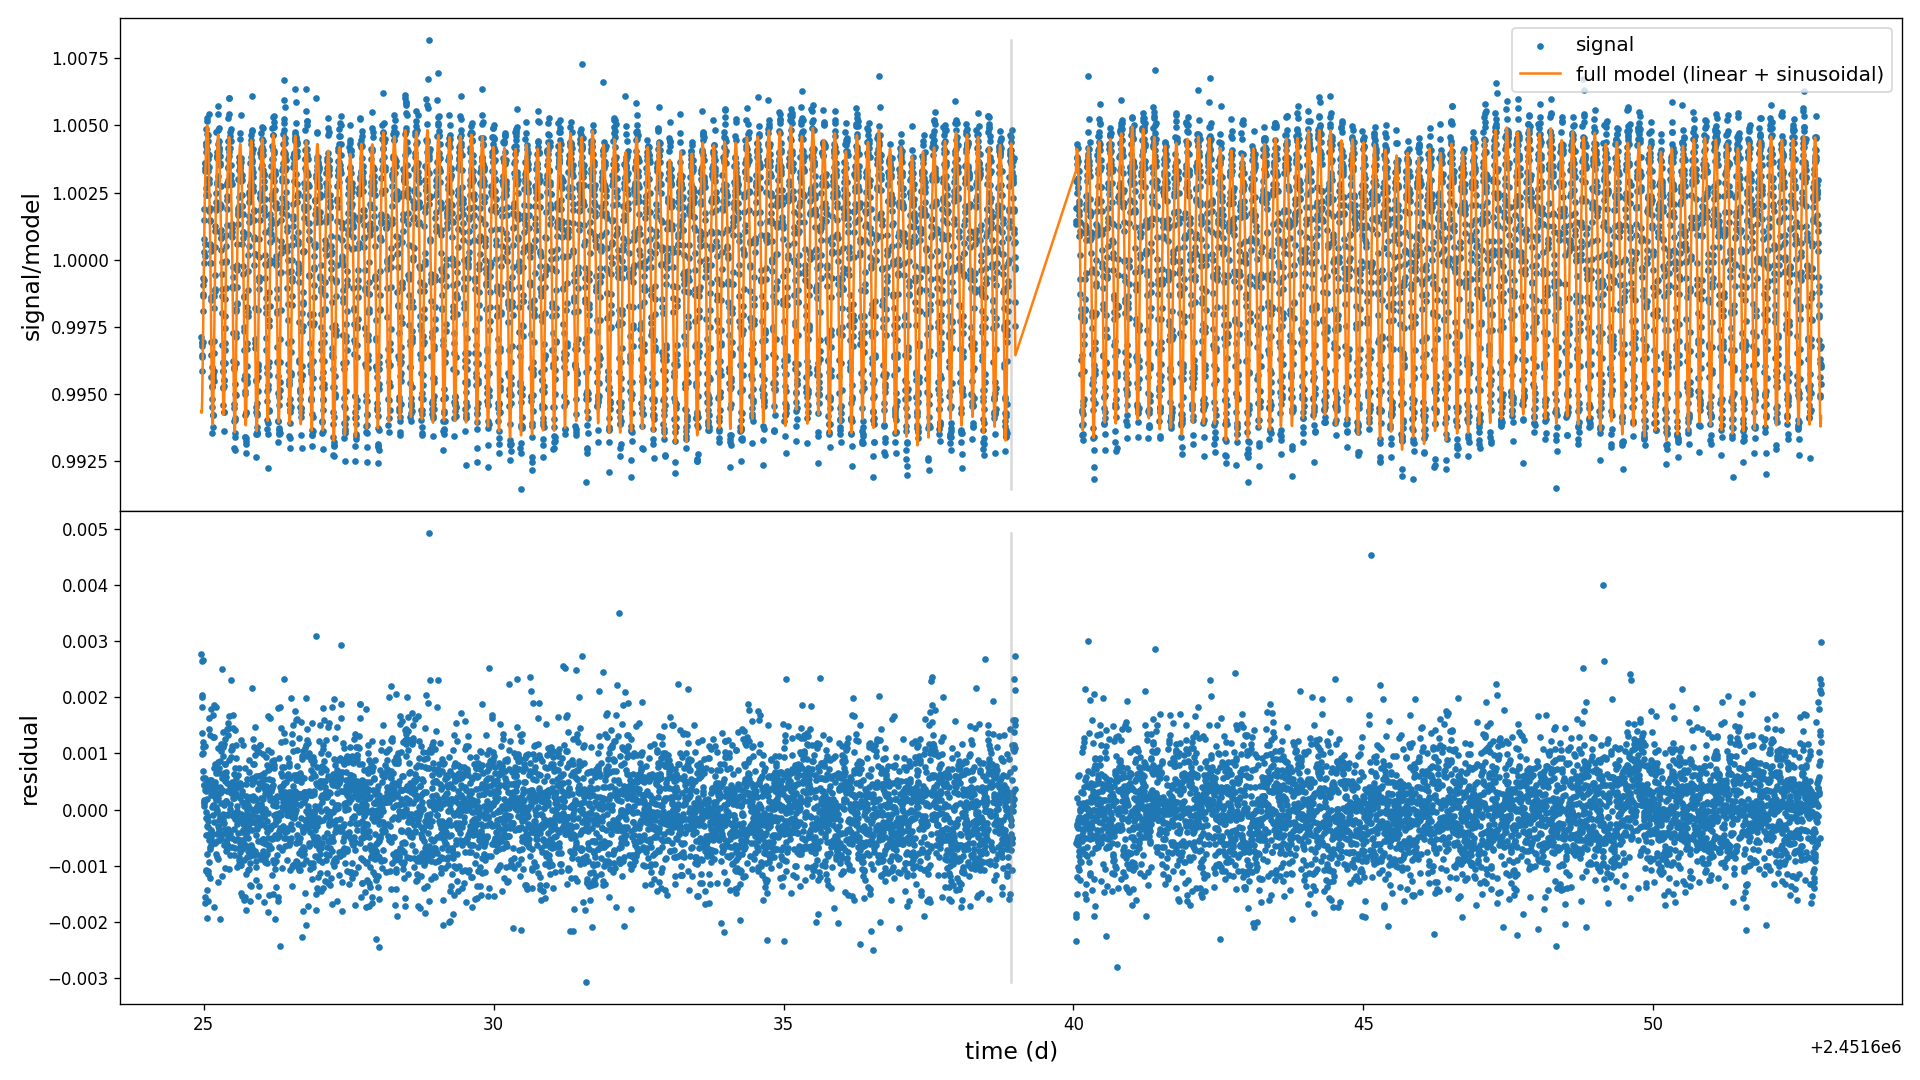 signal
full model (linear + sinusoidal)
signal/model
1.0075
1.0050
1.0025
1.0000
0.9975
0.9950
0.9925
residual
0.005
0.004
0.003
0.002
0.001
0.000
−0.001
−0.002
−0.003
25 30 35 40 45 50
time (d)
+2.4516e6